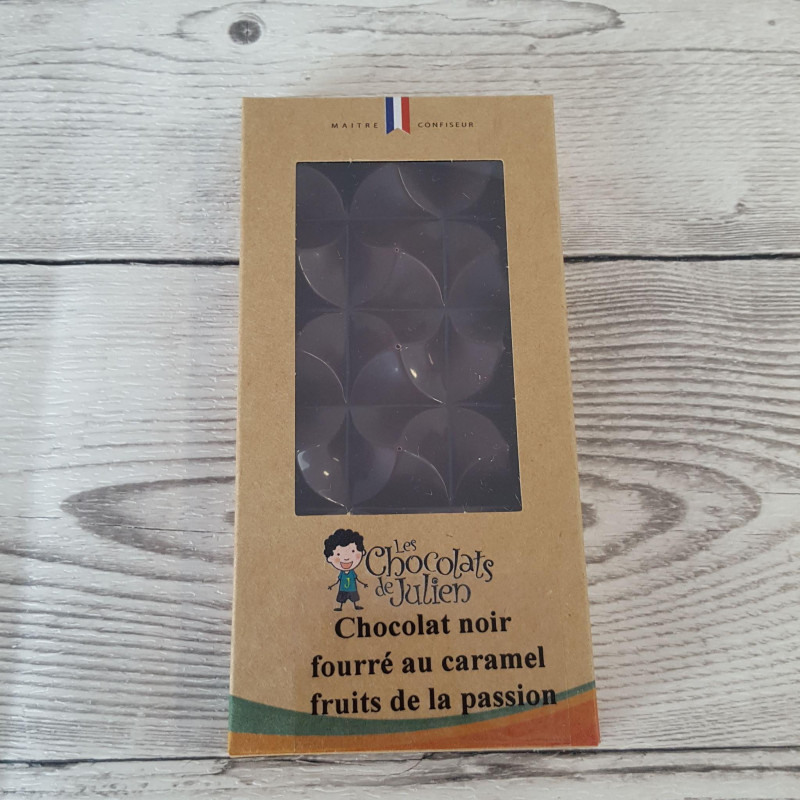 MAITRE CONFISEUR
Les
Chocolats
de Julien
Chocolat noir
fourré au caramel
fruits de la passion